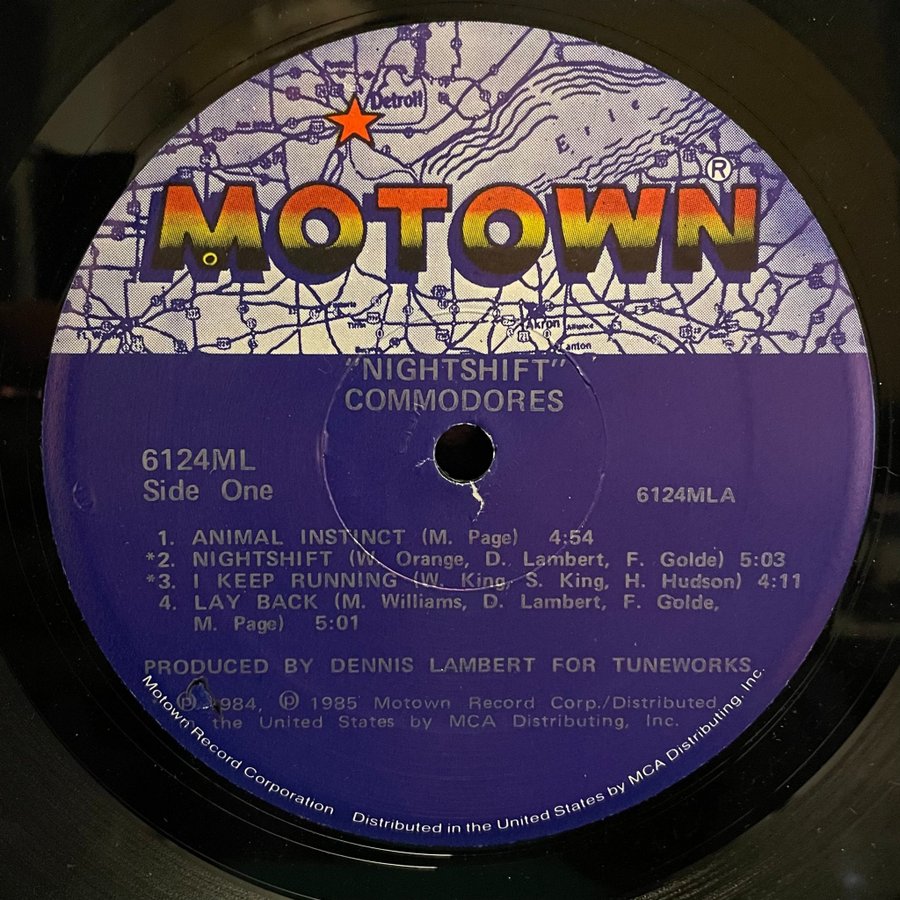 Detroit
Erie
MOTOWN®
Akron
"NIGHTSHIFT"
COMMODORES
6124ML
Side One
6124MLA
1. ANIMAL INSTINCT (M. Page) 4:54
*2. NIGHTSHIFT (W. Orange, D. Lambert, F. Golde) 5:03
*3. I KEEP RUNNING (W. King, S. King, H. Hudson) 4:11
4. LAY BACK (M. Williams, D. Lambert, F. Golde,
M. Page) 5:01
PRODUCED BY DENNIS LAMBERT FOR TUNEWORKS
℗ 1984, ℗ 1985 Motown Record Corp./Distributed
the United States by MCA Distributing, Inc.
Motown Record Corporation Distributed in the United States by MCA Distributing, Inc.